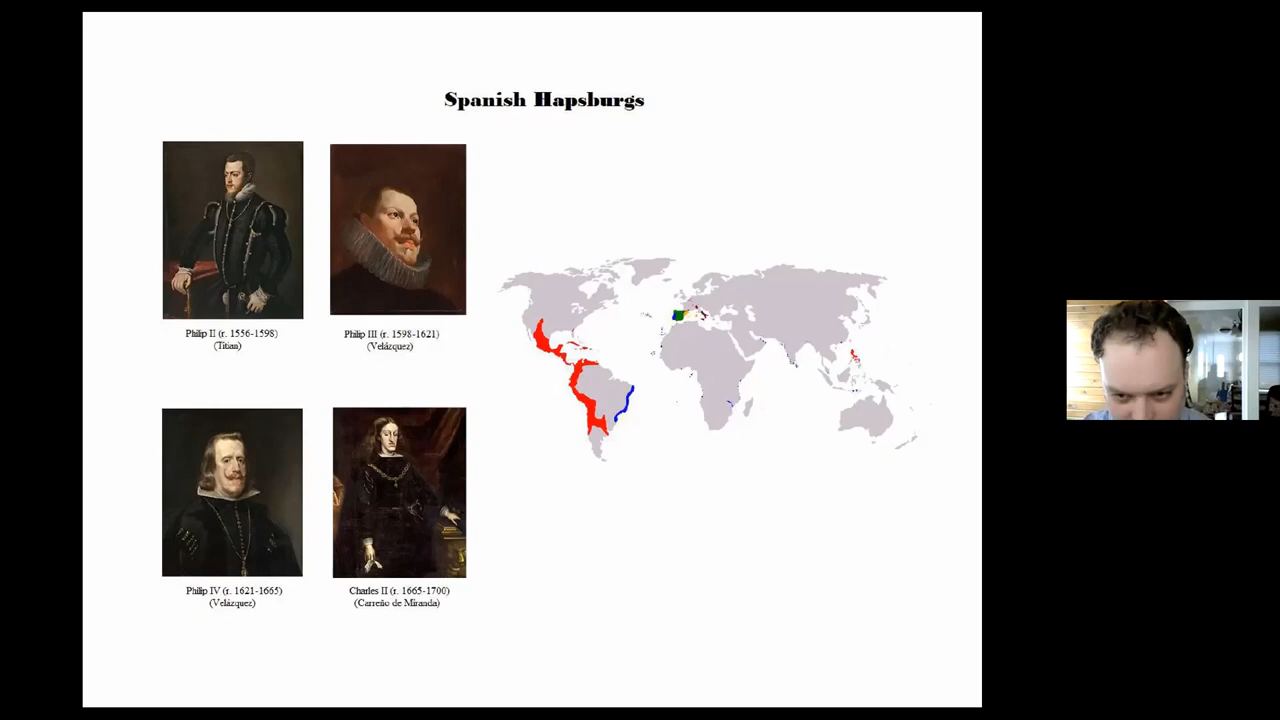 Spanish Hapsburgs
Philip II (r. 1556-1598)
(Titian)
Philip III (r. 1598-1621)
(Velázquez)
Philip IV (r. 1621-1665)
(Velázquez)
Charles II (r. 1665-1700)
(Carreño de Miranda)